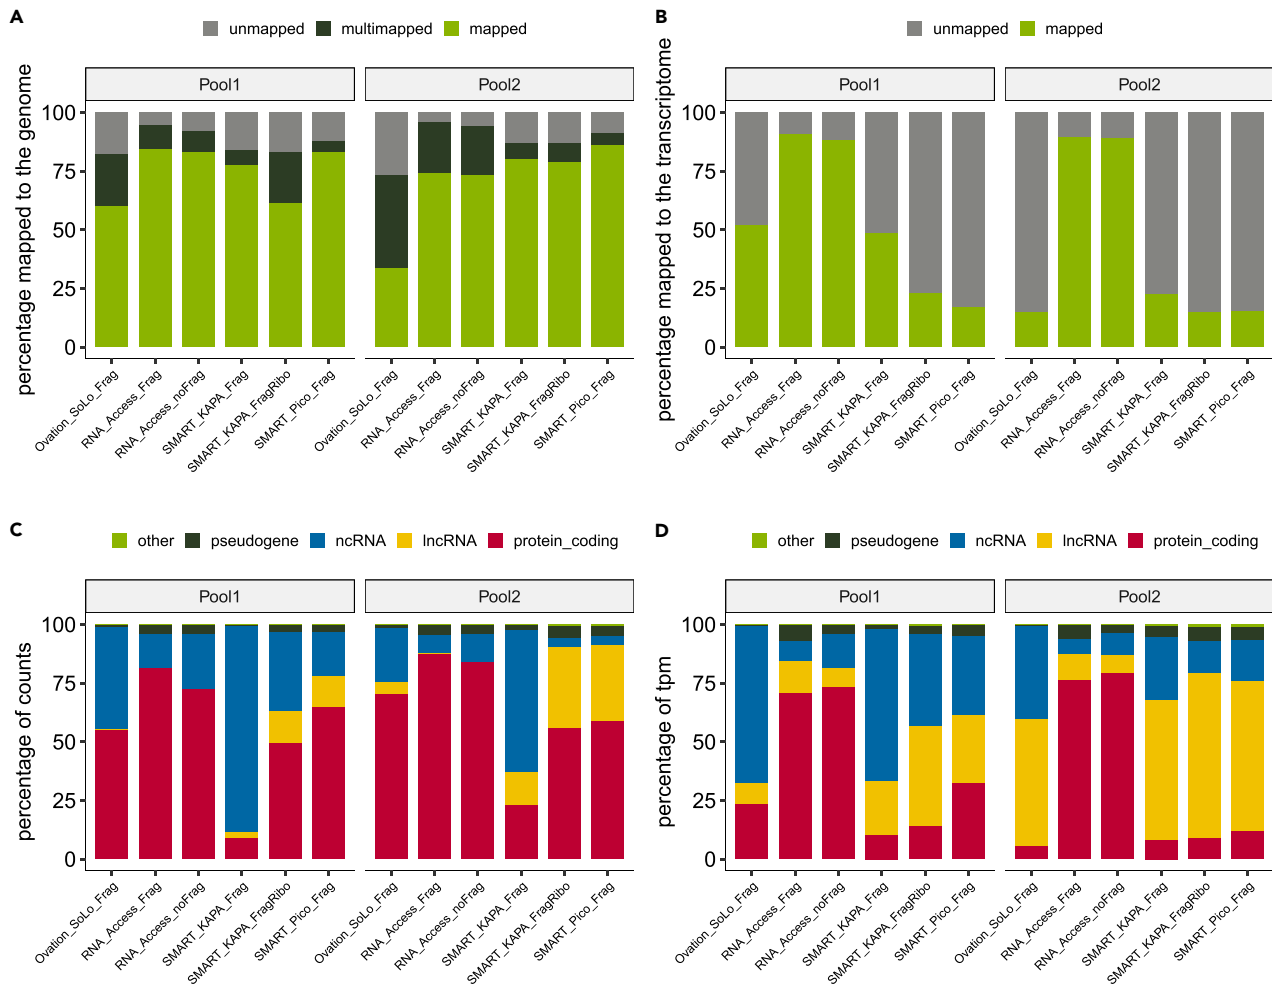 A
unmapped multimapped mapped
percentage mapped to the genome
Pool1 Pool2
100
75
50
25
0
Ovation_SoLo_Frag RNA_Access_Frag RNA_Access_noFrag SMART_KAPA_Frag SMART_KAPA_FragRibo SMART_Pico_Frag Ovation_SoLo_Frag RNA_Access_Frag RNA_Access_noFrag SMART_KAPA_Frag SMART_KAPA_FragRibo SMART_Pico_Frag
B
unmapped mapped
percentage mapped to the transcriptome
Pool1 Pool2
100
75
50
25
0
Ovation_SoLo_Frag RNA_Access_Frag RNA_Access_noFrag SMART_KAPA_Frag SMART_KAPA_FragRibo SMART_Pico_Frag Ovation_SoLo_Frag RNA_Access_Frag RNA_Access_noFrag SMART_KAPA_Frag SMART_KAPA_FragRibo SMART_Pico_Frag
C
other pseudogene ncRNA lncRNA protein_coding
percentage of counts
Pool1 Pool2
100
75
50
25
0
Ovation_SoLo_Frag RNA_Access_Frag RNA_Access_noFrag SMART_KAPA_Frag SMART_KAPA_FragRibo SMART_Pico_Frag Ovation_SoLo_Frag RNA_Access_Frag RNA_Access_noFrag SMART_KAPA_Frag SMART_KAPA_FragRibo SMART_Pico_Frag
D
other pseudogene ncRNA lncRNA protein_coding
percentage of tpm
Pool1 Pool2
100
75
50
25
0
Ovation_SoLo_Frag RNA_Access_Frag RNA_Access_noFrag SMART_KAPA_Frag SMART_KAPA_FragRibo SMART_Pico_Frag Ovation_SoLo_Frag RNA_Access_Frag RNA_Access_noFrag SMART_KAPA_Frag SMART_KAPA_FragRibo SMART_Pico_Frag